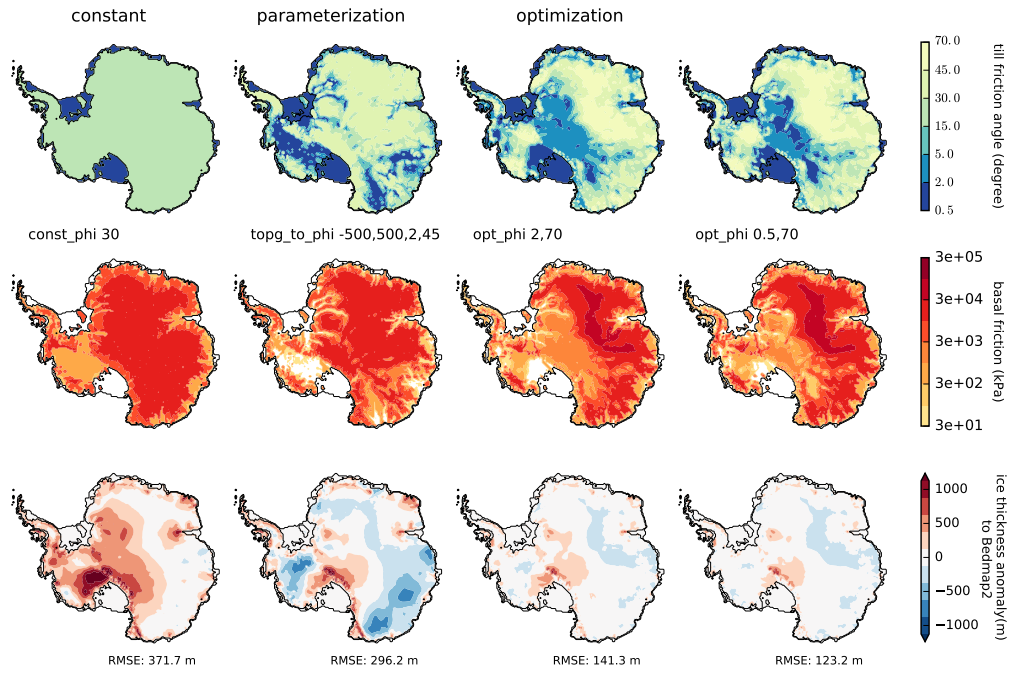 constant
parameterization
optimization
70.0
45.0
30.0
15.0
5.0
2.0
0.5
till friction angle (degree)
const_phi 30
topg_to_phi -500,500,2,45
opt_phi 2,70
opt_phi 0.5,70
3e+05
3e+04
3e+03
3e+02
3e+01
basal friction (kPa)
1000
500
0
−500
−1000
ice thickness anomaly(m)
to Bedmap2
RMSE: 371.7 m
RMSE: 296.2 m
RMSE: 141.3 m
RMSE: 123.2 m